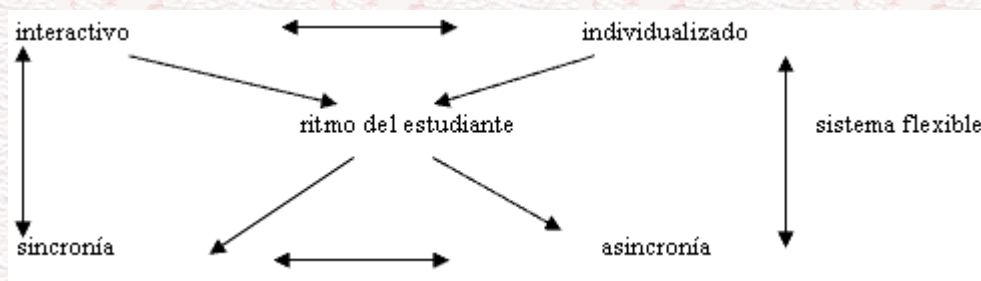 interactivo
individualizado
ritmo del estudiante
sistema flexible
sincronía
asincronía